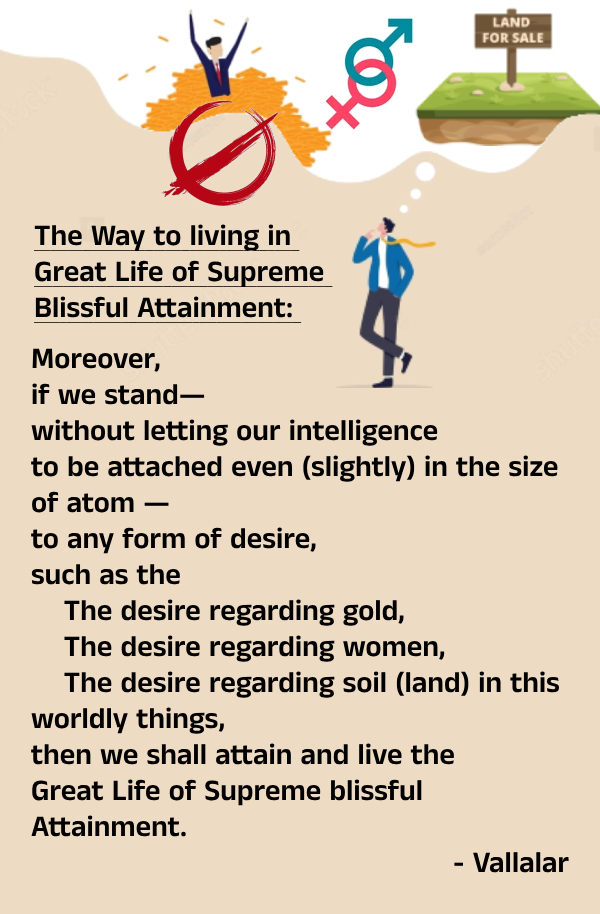 LAND
FOR SALE
The Way to living in
Great Life of Supreme
Blissful Attainment:
Moreover,
if we stand—
without letting our intelligence
to be attached even (slightly) in the size
of atom —
to any form of desire,
such as the
The desire regarding gold,
The desire regarding women,
The desire regarding soil (land) in this
worldly things,
then we shall attain and live the
Great Life of Supreme blissful
Attainment.
- Vallalar